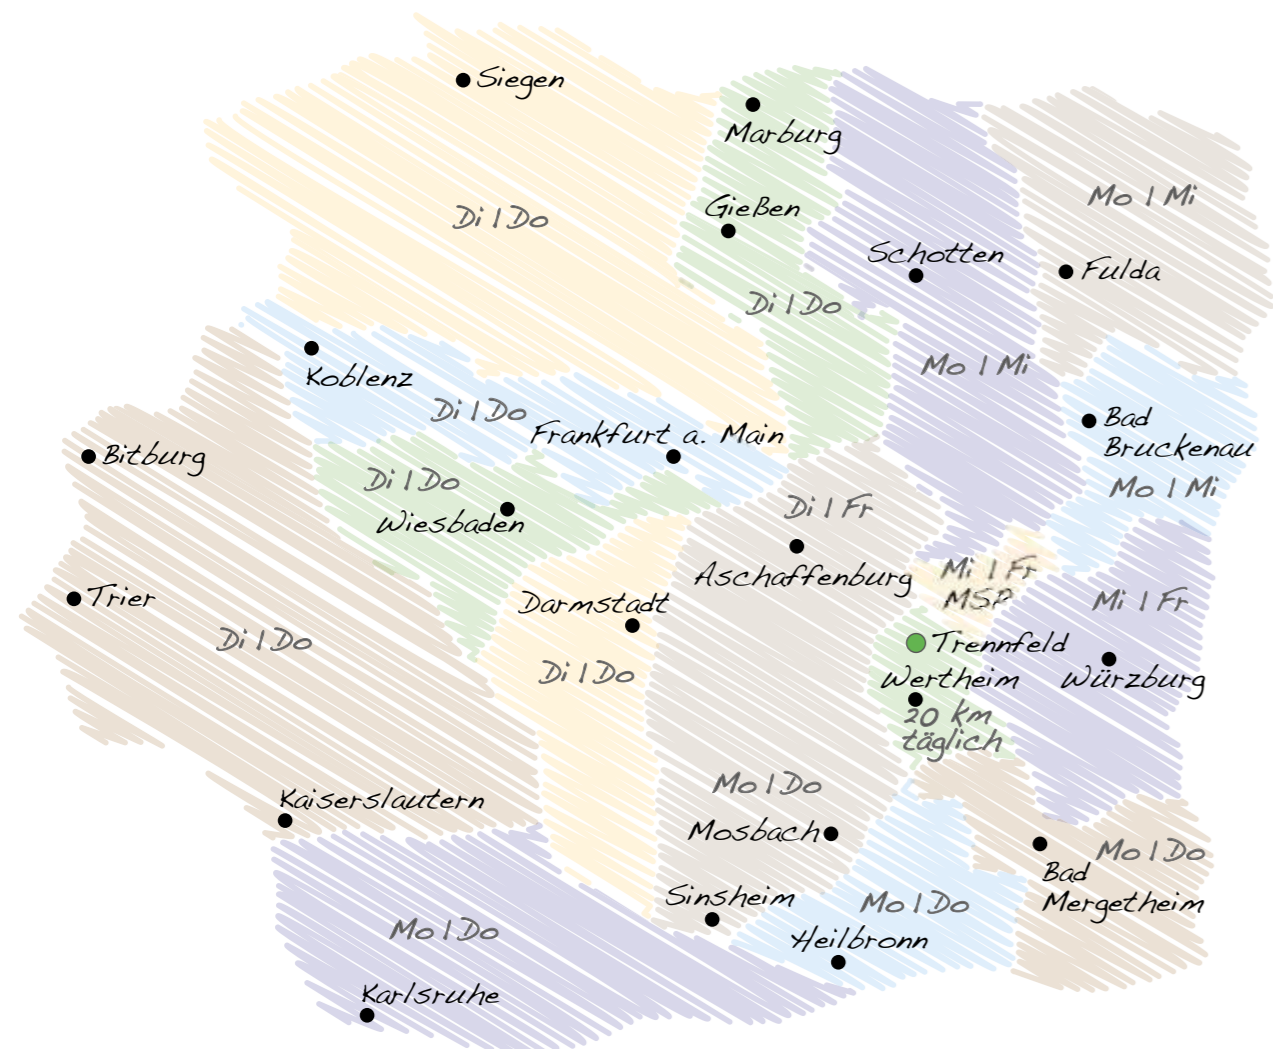 Siegen
Marburg
Mo | Mi
Gießen
Di | Do
Schotten
Fulda
Di | Do
Mo | Mi
Koblenz
Di | Do
Bad
Bruckenau
Frankfurt a. Main
Bitburg
Di | Do
Mo | Mi
Wiesbaden
Di | Fr
Aschaffenburg
Mi | Fr
MSP
Trier
Darmstadt
Mi | Fr
Di | Do
Trennfeld
Di | Do
Wertheim
Würzburg
20 km
täglich
Mo | Do
Kaiserslautern
Mosbach
Mo | Do
Bad
Mergetheim
Sinsheim
Mo | Do
Mo | Do
Heilbronn
Karlsruhe